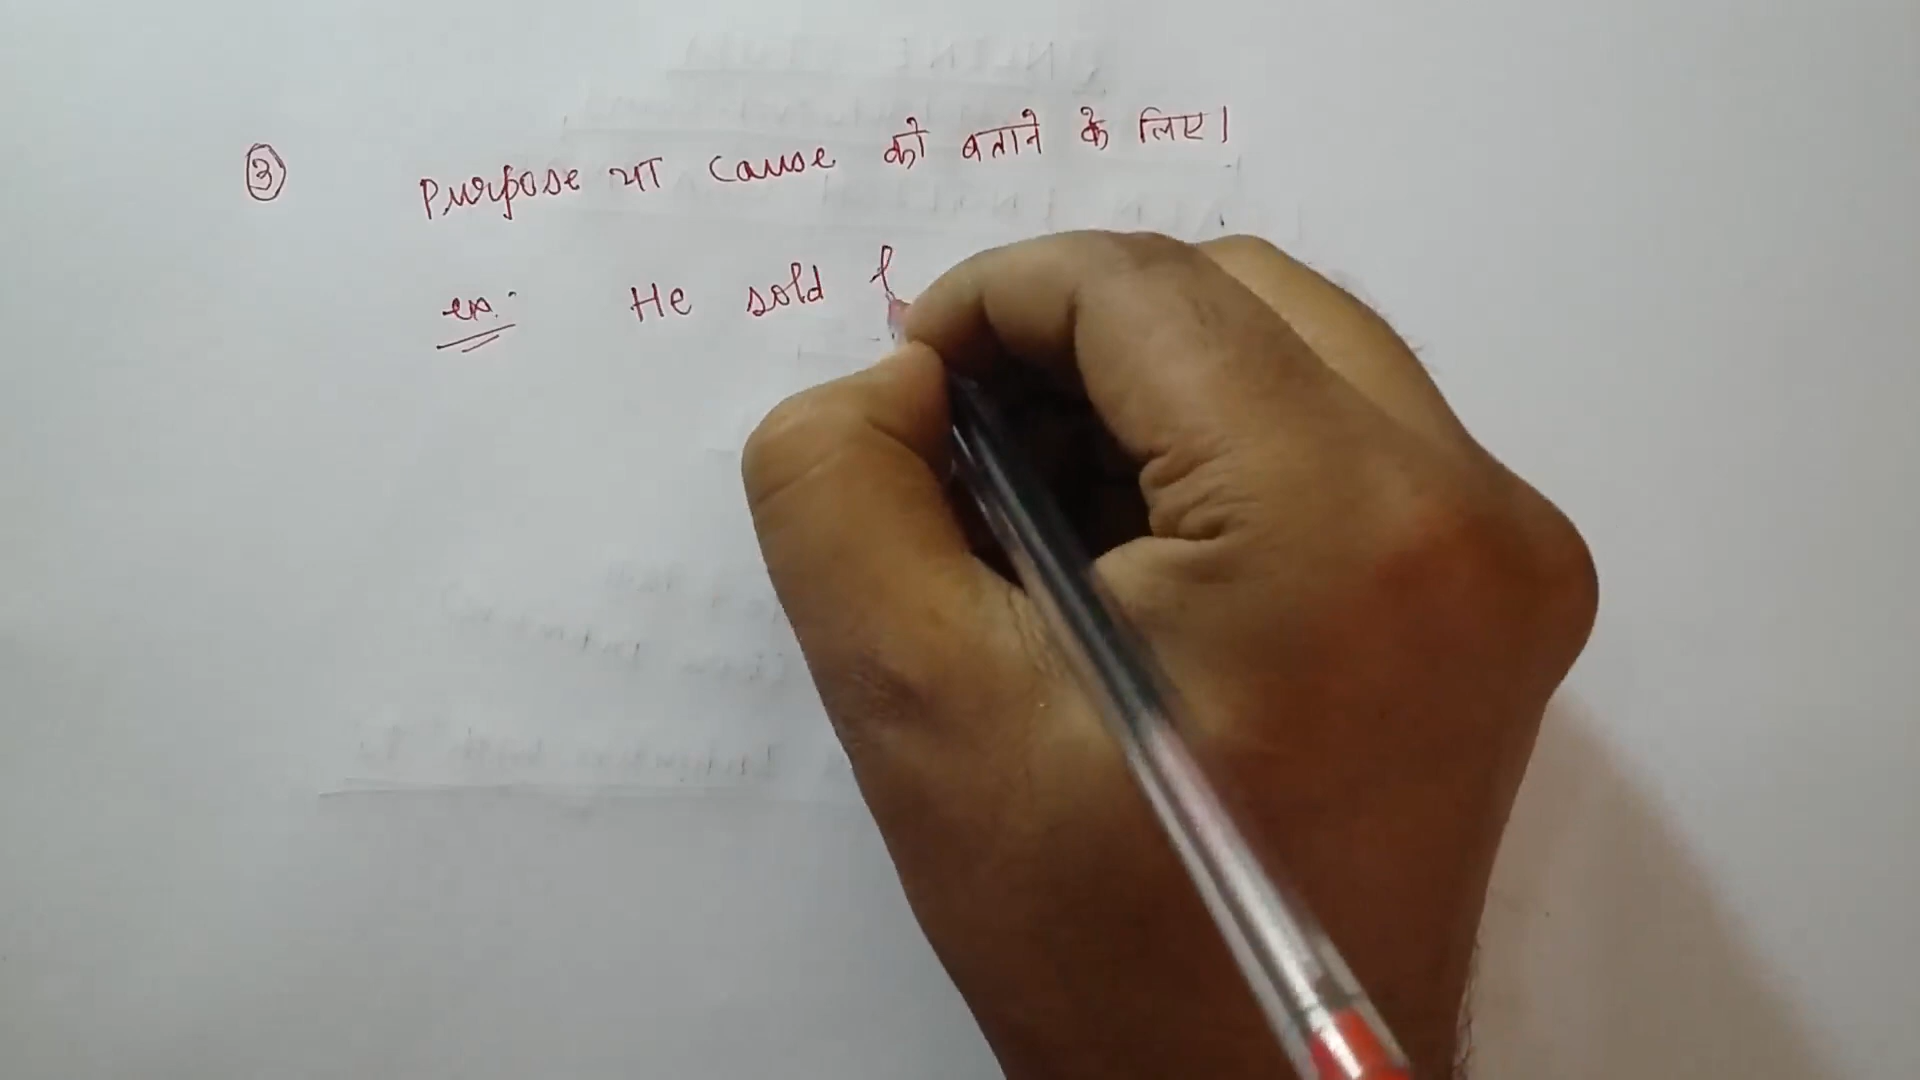 ③ Purpose या cause को बताने के लिए।
ex:- He sold